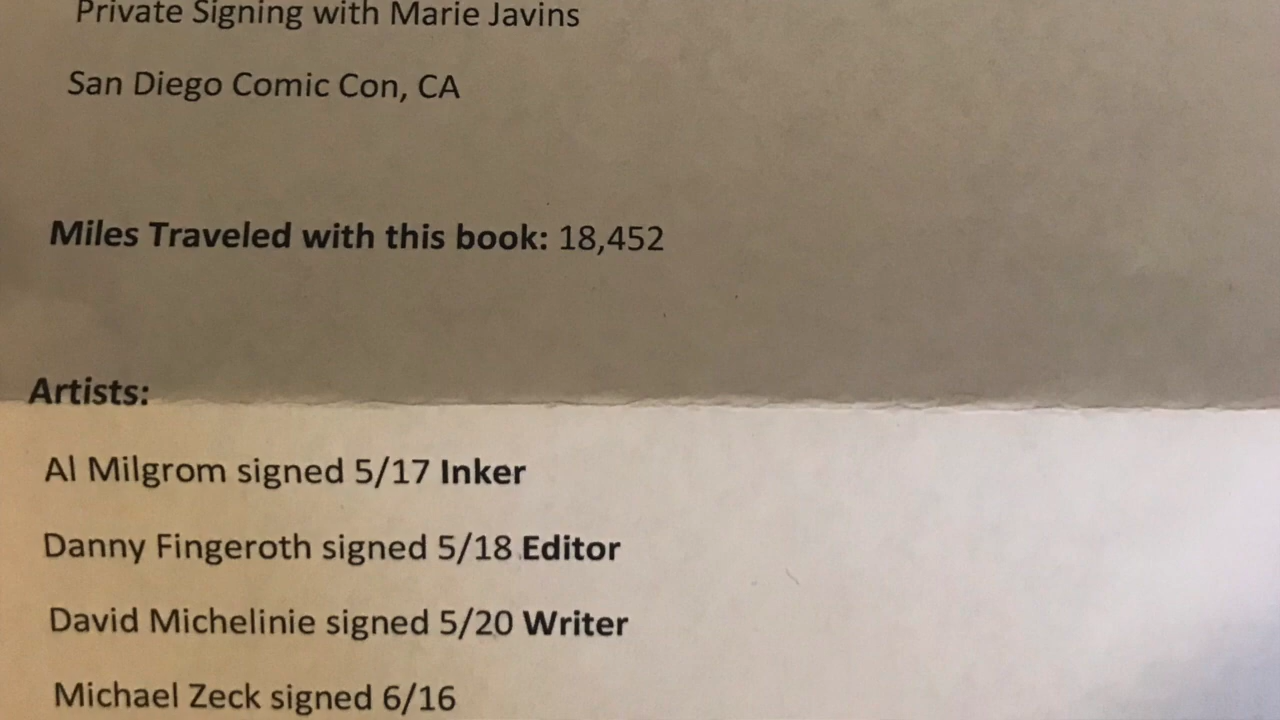 Private Signing with Marie Javins
San Diego Comic Con, CA
Miles Traveled with this book: 18,452
Artists:
Al Milgrom signed 5/17 Inker
Danny Fingeroth signed 5/18 Editor
David Michelinie signed 5/20 Writer
Michael Zeck signed 6/16